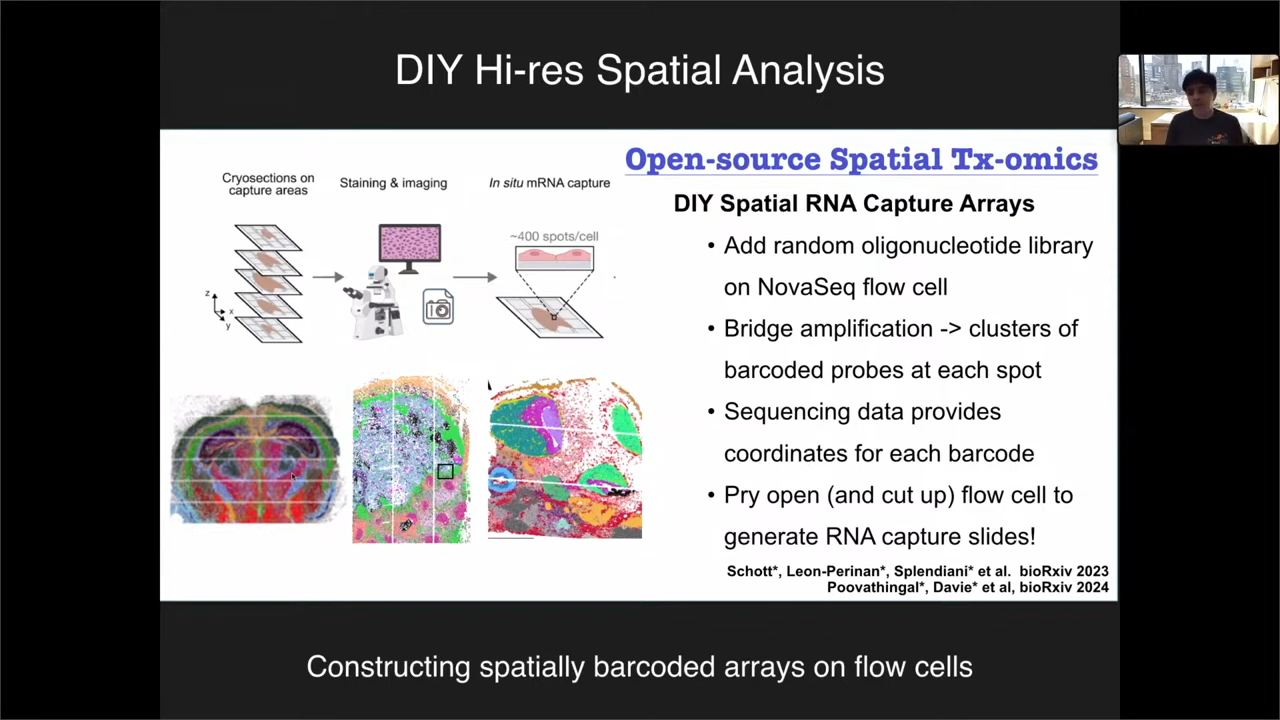 DIY Hi-res Spatial Analysis
Open-source Spatial Tx-omics
Cryosections on
capture areas
Staining & imaging
In situ mRNA capture
~400 spots/cell
z
x
y
DIY Spatial RNA Capture Arrays
• Add random oligonucleotide library
on NovaSeq flow cell
• Bridge amplification -> clusters of
barcoded probes at each spot
• Sequencing data provides
coordinates for each barcode
• Pry open (and cut up) flow cell to
generate RNA capture slides!
Schott*, Leon-Perinan*, Splendiani* et al. bioRxiv 2023
Poovathingal*, Davie* et al, bioRxiv 2024
Constructing spatially barcoded arrays on flow cells